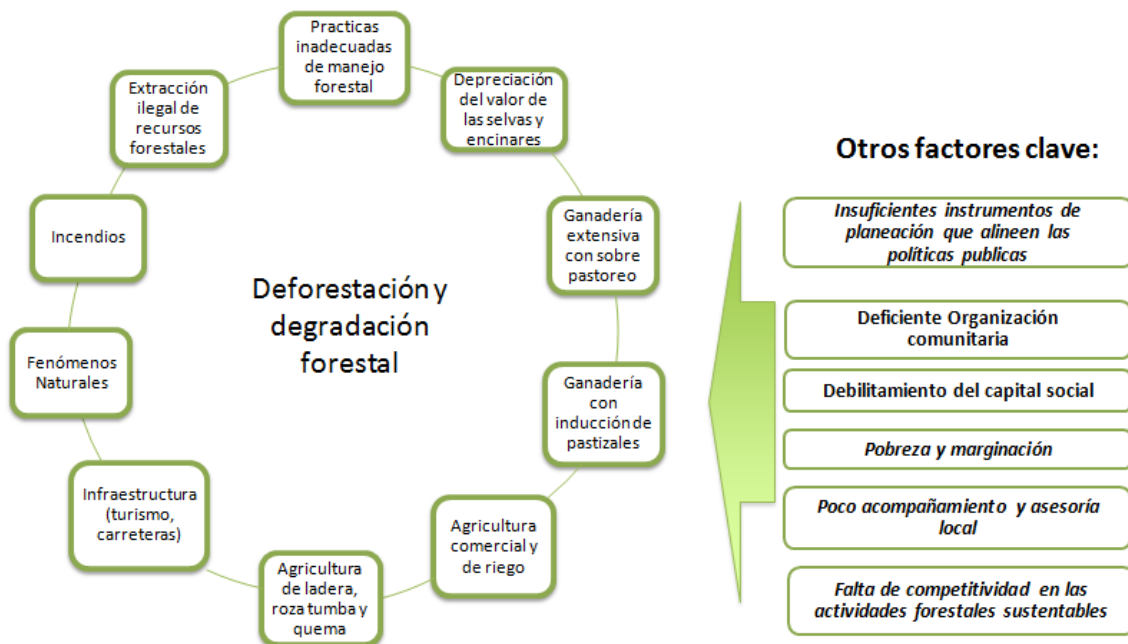 Practicas
inadecuadas
de manejo
forestal
Depreciación
del valor de
las selvas y
encinares
Ganadería
extensiva
con sobre
pastoreo
Ganadería
con
inducción de
pastizales
Agricultura
comercial y
de riego
Agricultura
de ladera,
roza tumba y
quema
Infraestructura
(turismo,
carreteras)
Fenómenos
Naturales
Incendios
Extracción
ilegal de
recursos
forestales
Deforestación y
degradación
forestal
Otros factores clave:
Insuficientes instrumentos de
planeación que alineen las
políticas publicas
Deficiente Organización
comunitaria
Debilitamiento del capital social
Pobreza y marginación
Poco acompañamiento y asesoría
local
Falta de competitividad en las
actividades forestales sustentables